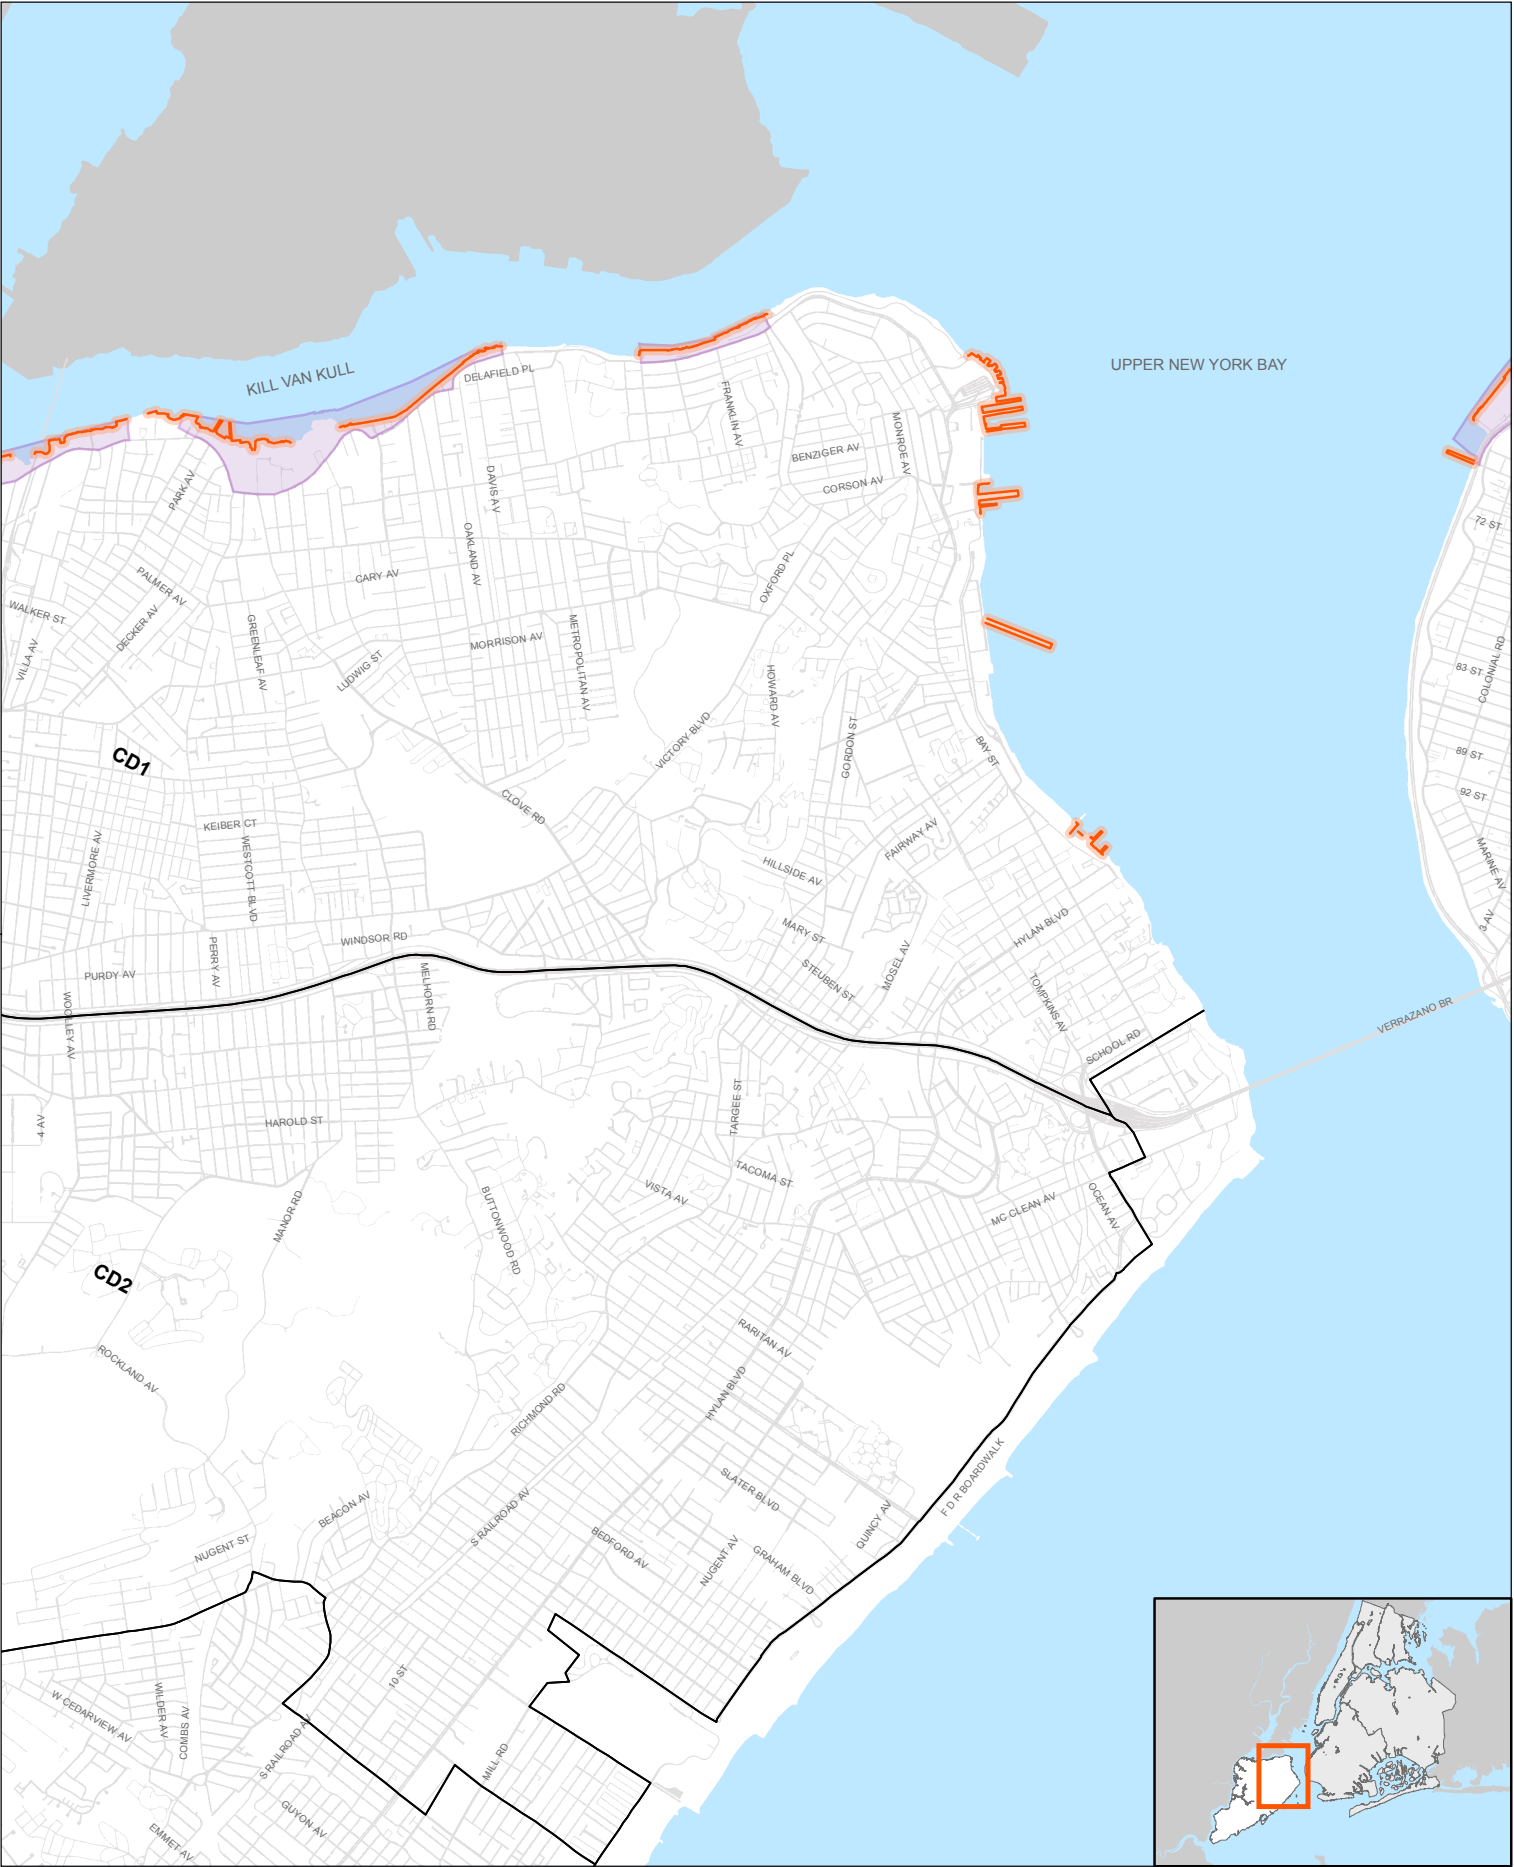 KILL VAN KULL
UPPER NEW YORK BAY
DELAFIELD PL
FRANKLIN AV
MONROE AV
BENZIGER AV
CORSON AV
PARK AV
DAVIS AV
72 ST
OAKLAND AV
CARY AV
OXFORD PL
PALMER AV
WALKER ST
DECKER AV
GREENLEAF AV
MORRISON AV
METROPOLITAN AV
VILLA AV
LUDWIG ST
HOWARD AV
83 ST
COLONIAL RD
VICTORY BLVD
GORDON ST
BAY ST
CD1
89 ST
92 ST
CLOVE RD
KEIBER CT
FAIRWAY AV
LIVERMORE AV
WESTCOTT BLVD
HILLSIDE AV
MARINE AV
MARY ST
HYLAN BLVD
3 AV
WINDSOR RD
PERRY AV
PURDY AV
MELHORN RD
STEUBEN ST
MOSEL AV
TOMPKINS AV
WOOLLEY AV
VERRAZANO BR
SCHOOL RD
4 AV
HAROLD ST
TARGEE ST
TACOMA ST
VISTA AV
MANOR RD
BUTTONWOOD RD
MC CLEAN AV
OCEAN AV
CD2
RARITAN AV
ROCKLAND AV
HYLAN BLVD
RICHMOND RD
F D R BOARDWALK
SLATER BLVD
BEACON AV
S RAILROAD AV
QUINCY AV
NUGENT ST
BEDFORD AV
NUGENT AV
GRAHAM BLVD
10 ST
W CEDARVIEW AV
WILDER AV
COMBS AV
S RAILROAD AV
MILL RD
GUYON AV
EMMET AV